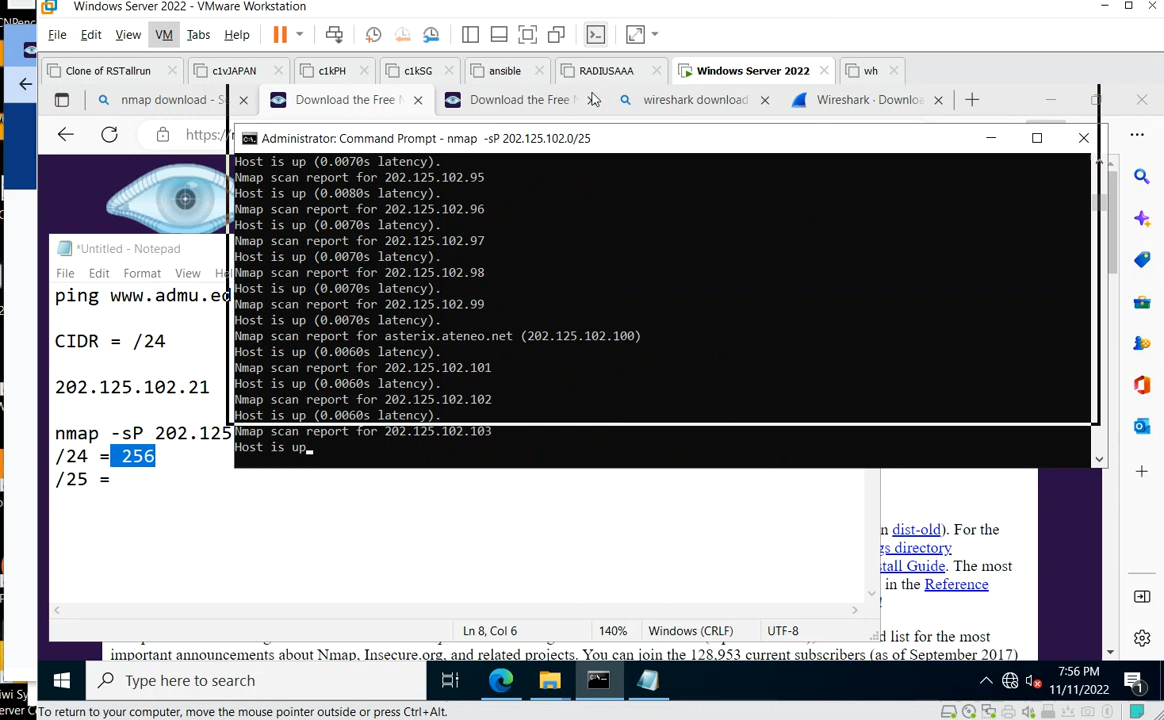 Windows Server 2022 - VMware Workstation
File Edit View VM Tabs Help
Clone of RSTallrun c1vJAPAN c1kPH c1kSG ansible RADIUSAAA Windows Server 2022 wh
nmap download - S Download the Free Download the Free wireshark download Wireshark · Downlo
https://
Administrator: Command Prompt - nmap -sP 202.125.102.0/25
Host is up (0.0070s latency).
Nmap scan report for 202.125.102.95
Host is up (0.0080s latency).
Nmap scan report for 202.125.102.96
Host is up (0.0070s latency).
Nmap scan report for 202.125.102.97
Host is up (0.0070s latency).
Nmap scan report for 202.125.102.98
Host is up (0.0070s latency).
Nmap scan report for 202.125.102.99
Host is up (0.0070s latency).
Nmap scan report for asterix.ateneo.net (202.125.102.100)
Host is up (0.0060s latency).
Nmap scan report for 202.125.102.101
Host is up (0.0060s latency).
Nmap scan report for 202.125.102.102
Host is up (0.0060s latency).
Nmap scan report for 202.125.102.103
Host is up
*Untitled - Notepad
File Edit Format View
ping www.admu.ed
CIDR = /24
202.125.102.21
nmap -sP 202.125
/24 = 256
/25 =
Ln 8, Col 6 140% Windows (CRLF) UTF-8
n dist-old). For the
gs directory
stall Guide. The most
in the Reference
d list for the most
important announcements about Nmap, Insecure.org, and related projects. You can join the 128,953 current subscribers (as of September 2017)
Type here to search
7:56 PM
11/11/2022
1
To return to your computer, move the mouse pointer outside or press Ctrl+Alt.